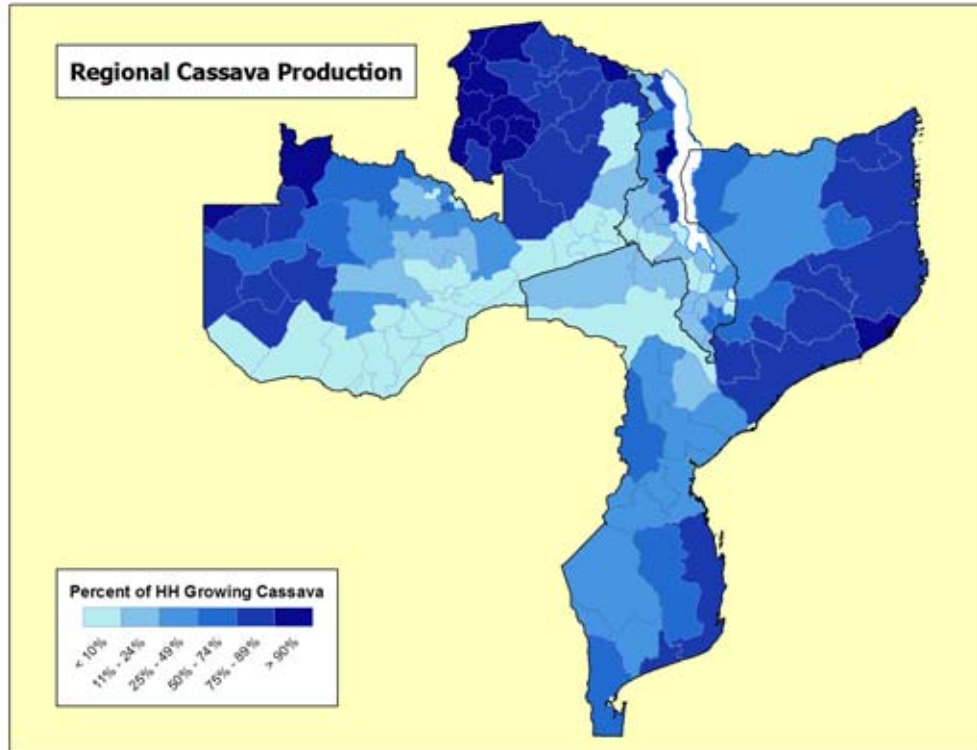 Regional Cassava Production
Percent of HH Growing Cassava
< 10%
11% - 24%
25% - 49%
50% - 74%
75% - 89%
> 90%